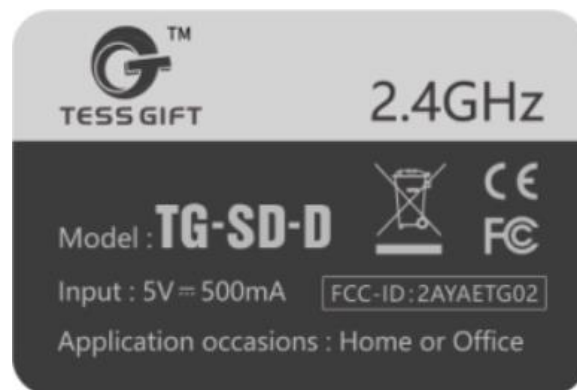 TM
TESS GIFT
2.4GHz
Model : TG-SD-D
CE
FC
Input : 5V⎓500mA
FCC-ID : 2AYAETG02
Application occasions : Home or Office